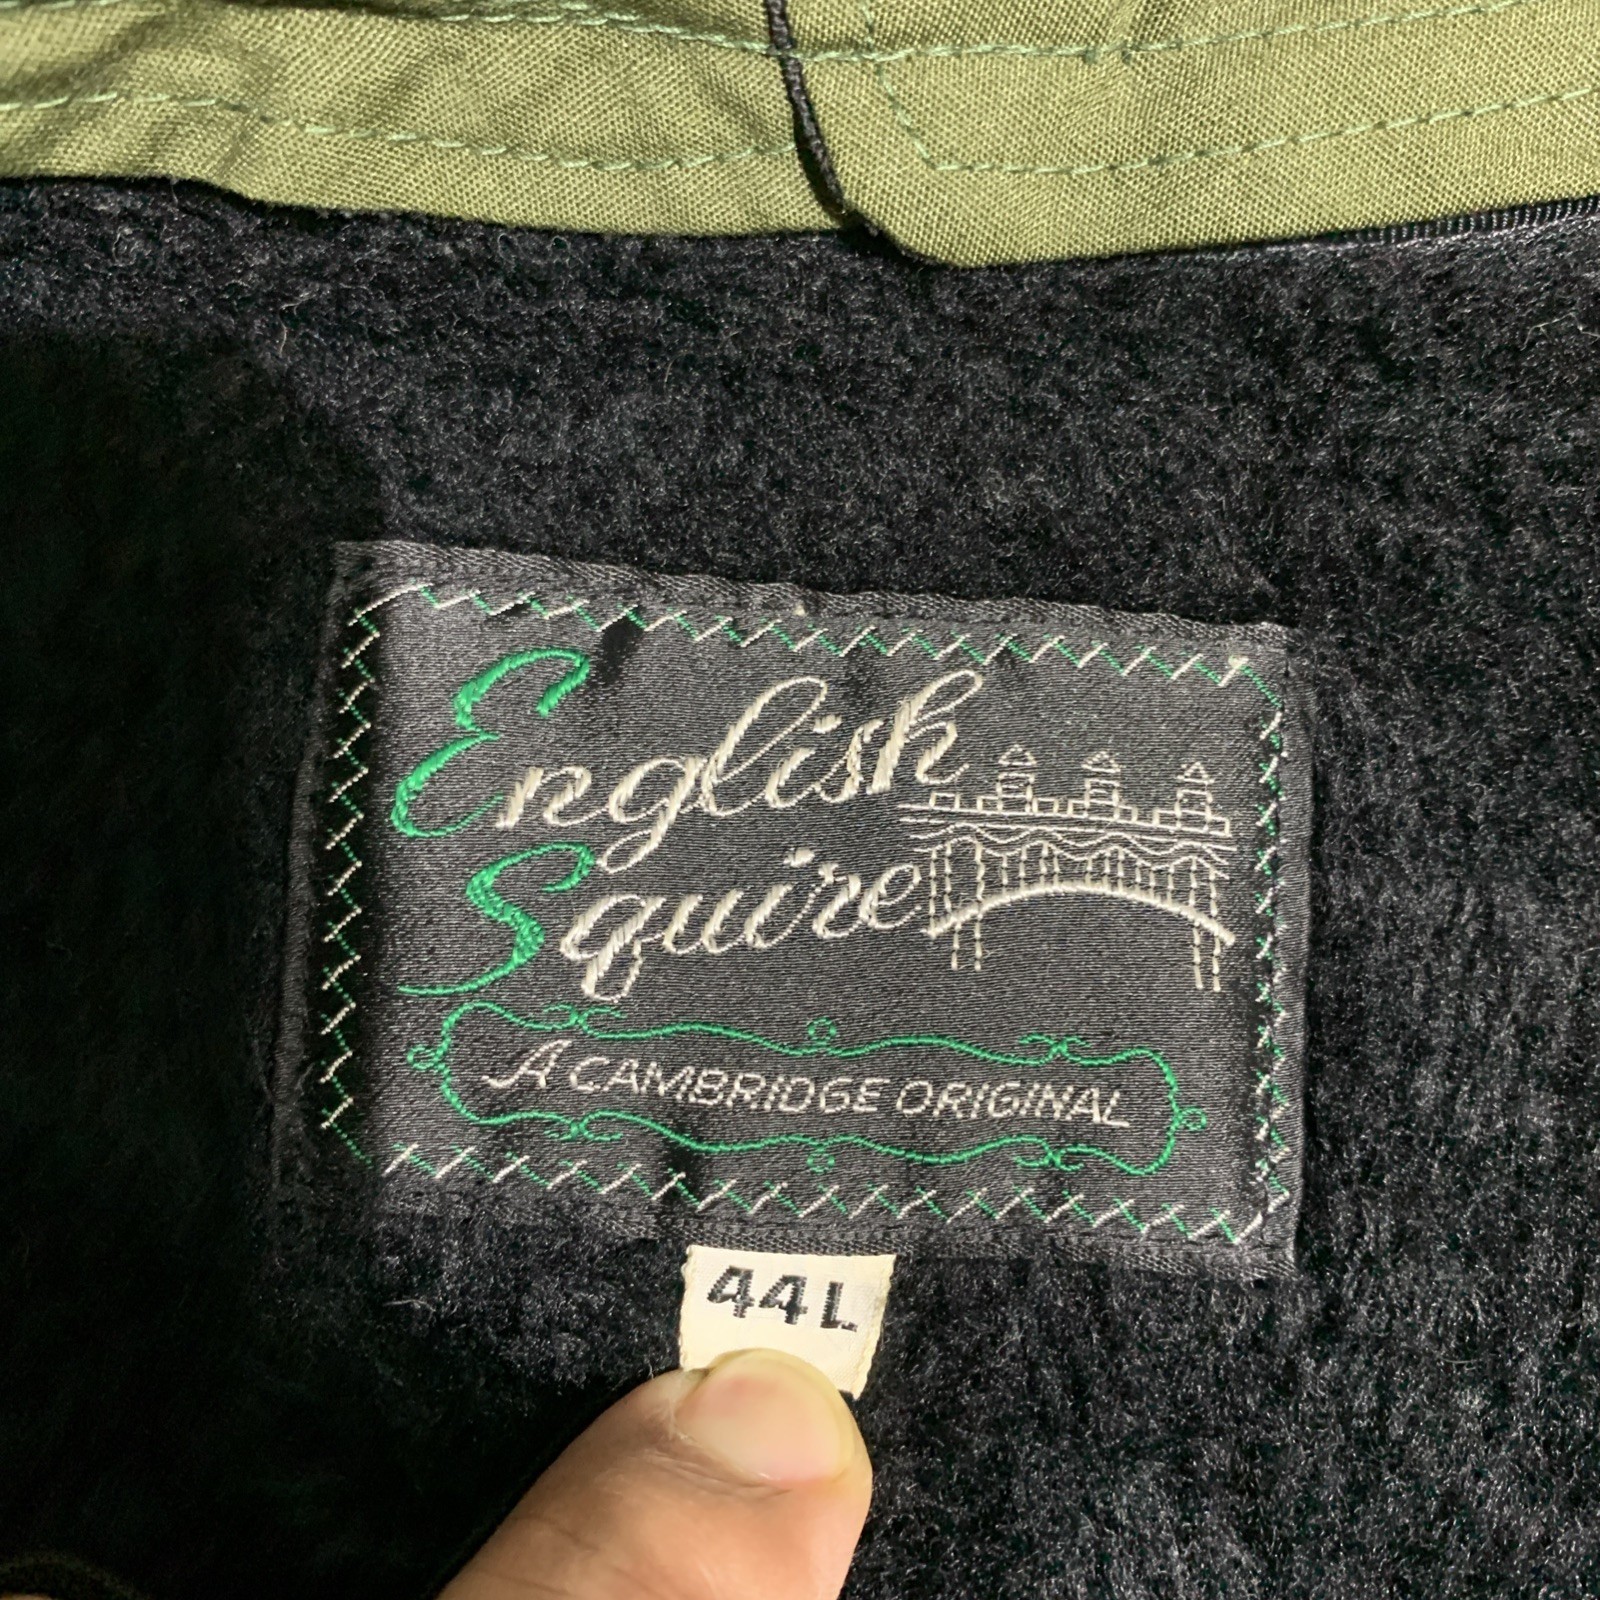 English
Squire
A CAMBRIDGE ORIGINAL
44L